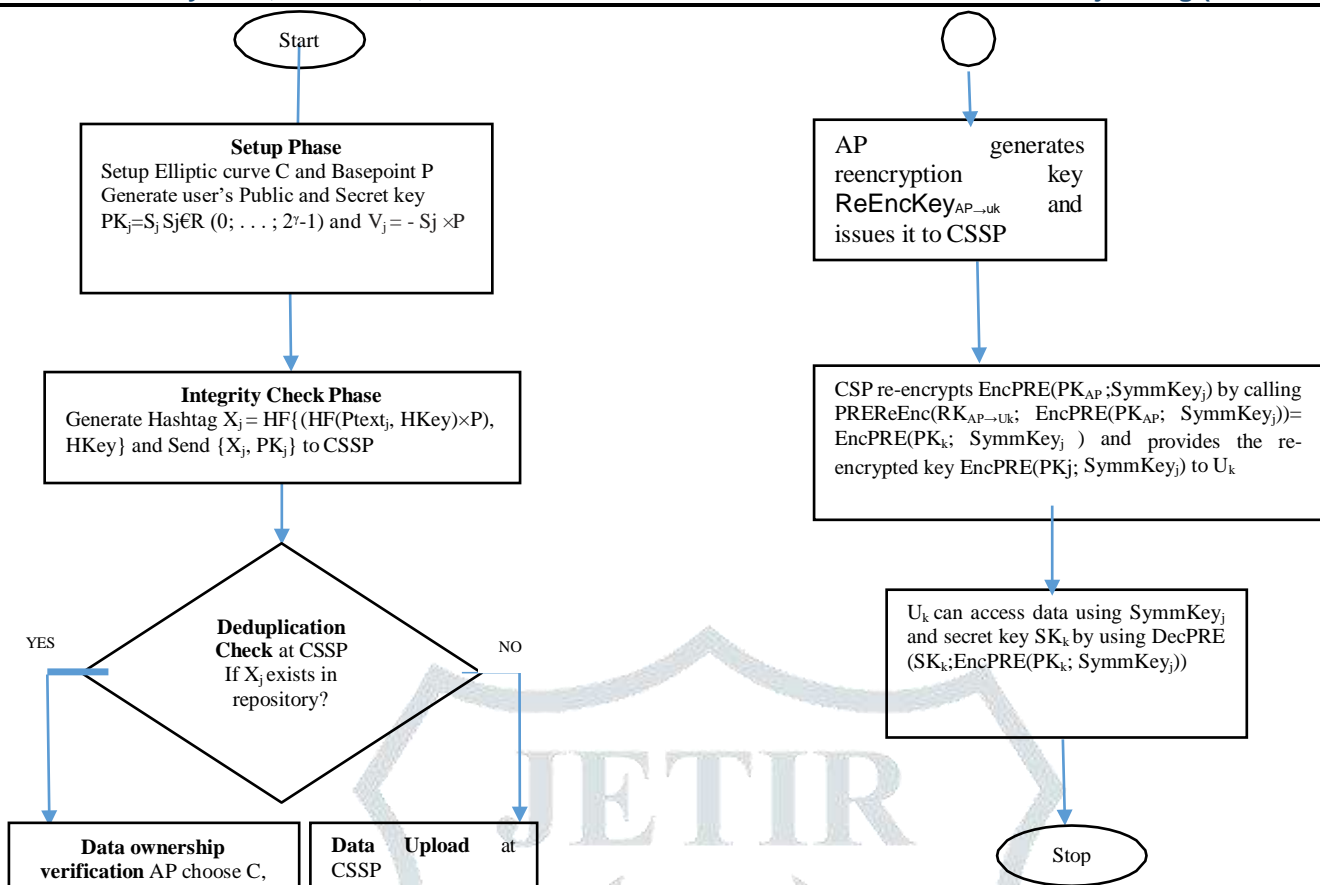 Start
Setup Phase
Setup Elliptic curve C and Basepoint P
Generate user's Public and Secret key
PKj=Sj Sj€R (0; . . . ; 2γ-1) and Vj = - Sj ×P
Integrity Check Phase
Generate Hashtag Xj = HF{(HF(Ptextj, HKey)×P),
HKey} and Send {Xj, PKj} to CSSP
YES
Deduplication
Check at CSSP
If Xj exists in
repository?
NO
Data ownership
verification AP choose C,
Data Upload at
CSSP
AP generates
reencryption key
ReEncKeyAP→uk and
issues it to CSSP
CSP re-encrypts EncPRE(PKAP ;SymmKeyj) by calling
PREReEnc(RKAP→Uk; EncPRE(PKAP; SymmKeyj))=
EncPRE(PKk; SymmKeyj ) and provides the re-
encrypted key EncPRE(PKj; SymmKeyj) to Uk
Uk can access data using SymmKeyj
and secret key SKk by using DecPRE
(SKk;EncPRE(PKk; SymmKeyj))
Stop
JETIR